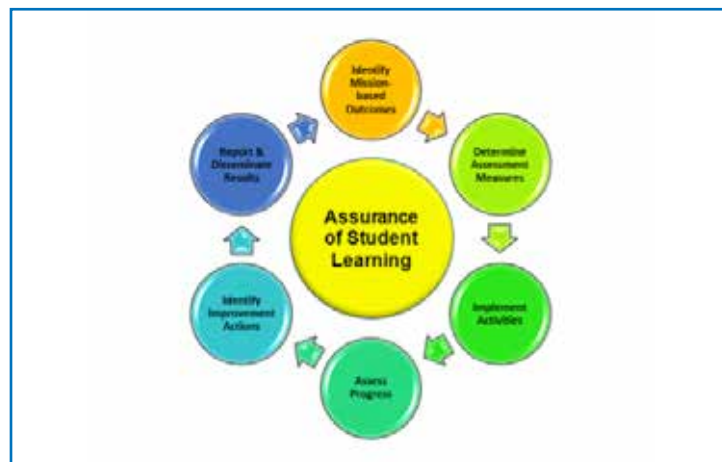 Identify
Mission-
based
Outcomes
Determine
Assessment
Measures
Implement
Activities
Assess
Progress
Identify
Improvement
Actions
Report &
Disseminate
Results
Assurance
of Student
Learning